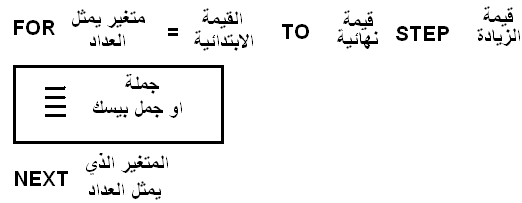 FOR متغير يمثل العداد = القيمة الابتدائية TO قيمة نهائية STEP قيمة الزيادة
جملة
او جمل بيسك
NEXT المتغير الذي يمثل العداد